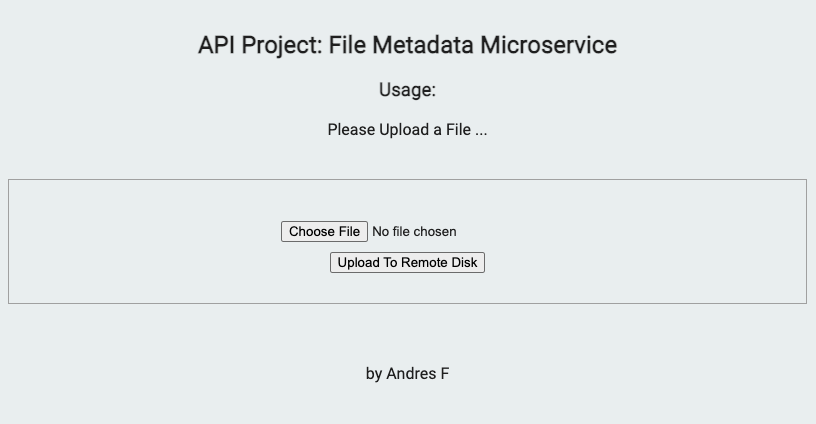 API Project: File Metadata Microservice
Usage:
Please Upload a File ...
Choose File No file chosen
Upload To Remote Disk
by Andres F